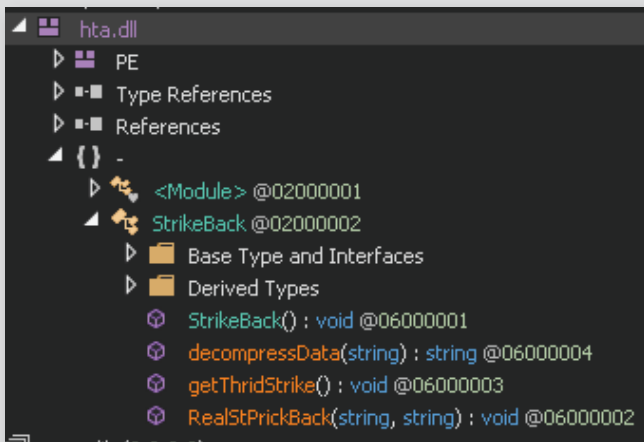 hta.dll
PE
Type References
References
{ } -
<Module> @02000001
StrikeBack @02000002
Base Type and Interfaces
Derived Types
StrikeBack() : void @06000001
decompressData(string) : string @06000004
getThridStrike() : void @06000003
RealStPrickBack(string, string) : void @06000002